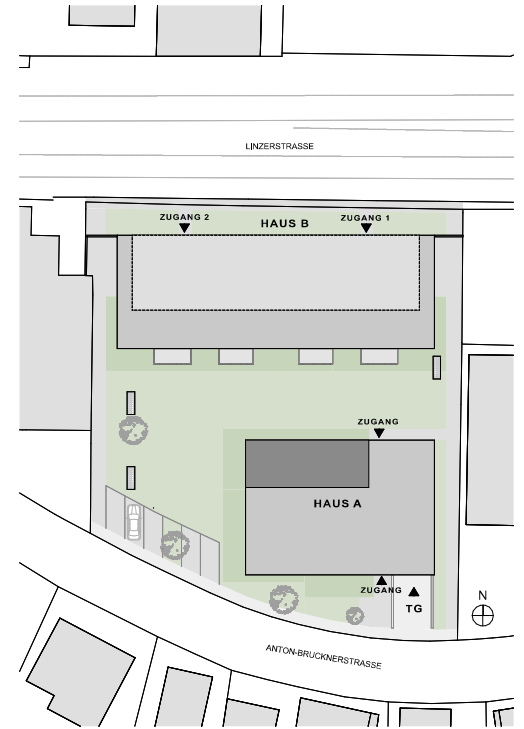 LINZERSTRASSE
ZUGANG 2
HAUS B
ZUGANG 1
ZUGANG
HAUS A
ZUGANG
TG
N
ANTON-BRUCKNERSTRASSE